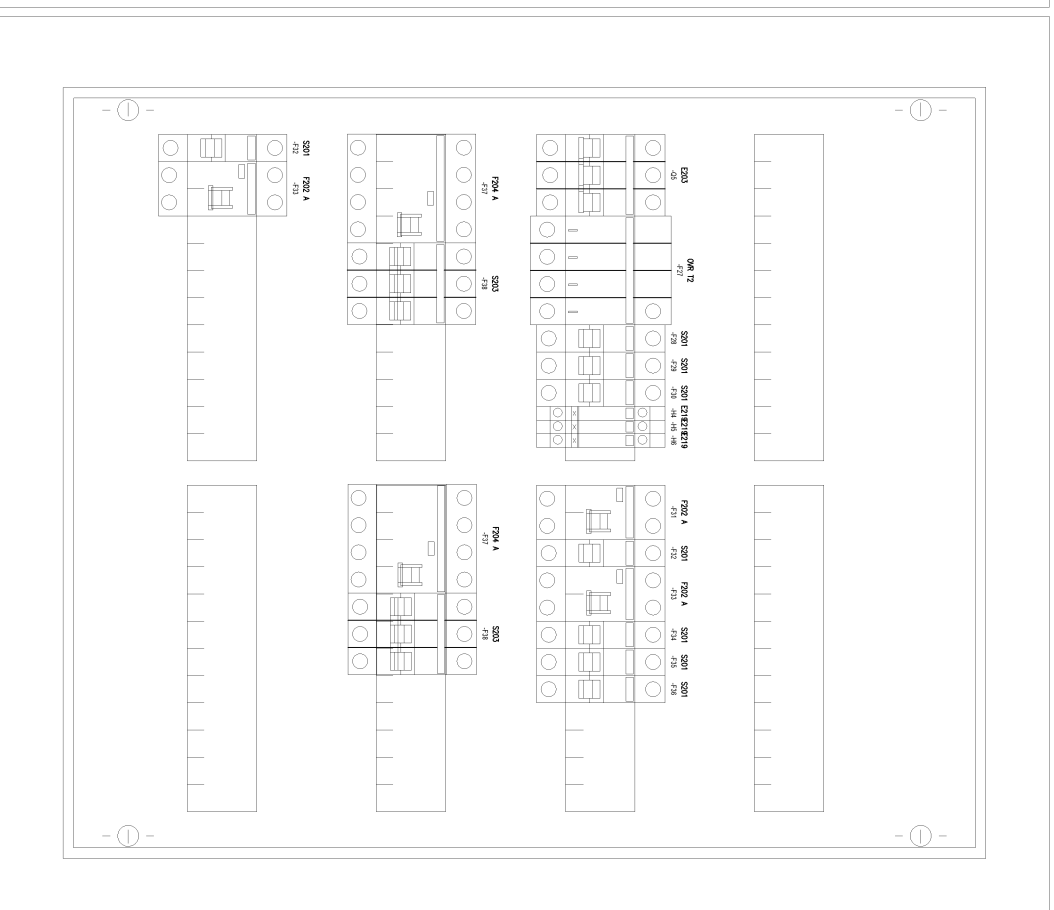 S201
-F32
F202 A
-F33
F204 A
-F37
S203
-F38
E203
-Q5
OVR T2
-F27
S201
-F28
S201
-F29
S201
-F30
E219
-H4
E219
-H5
E219
-H6
F204 A
-F37
S203
-F38
F202 A
-F31
S201
-F32
F202 A
-F33
S201
-F34
S201
-F35
S201
-F36